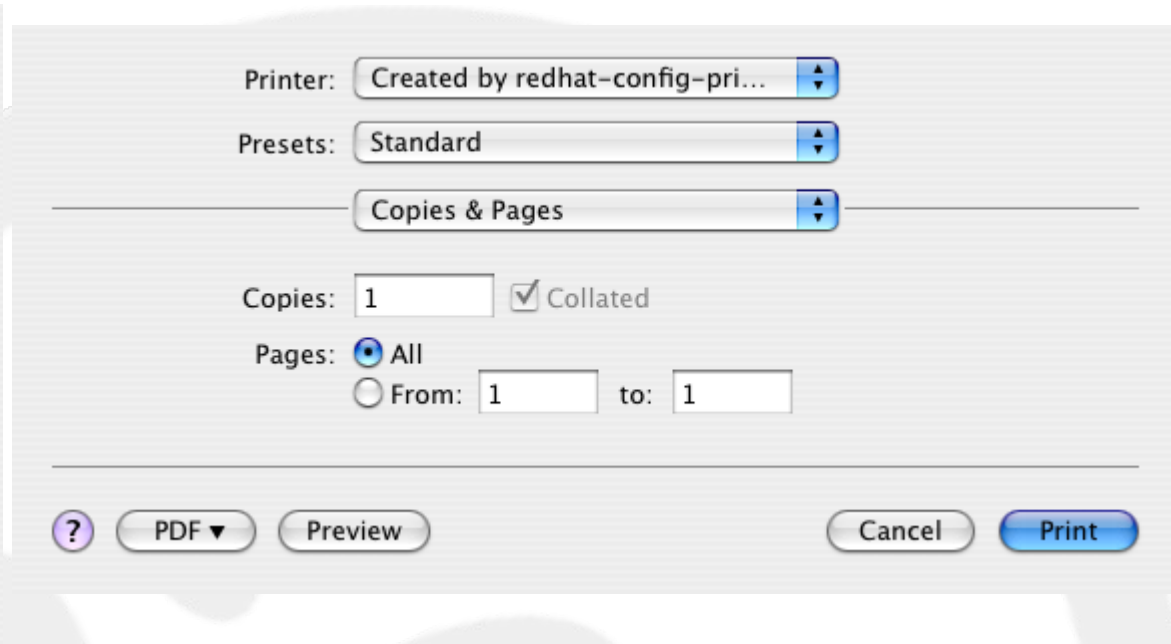 Printer: Created by redhat-config-pri...
Presets: Standard
Copies & Pages
Copies: 1 Collated
Pages: All
From: 1 to: 1
? PDF Preview Cancel Print